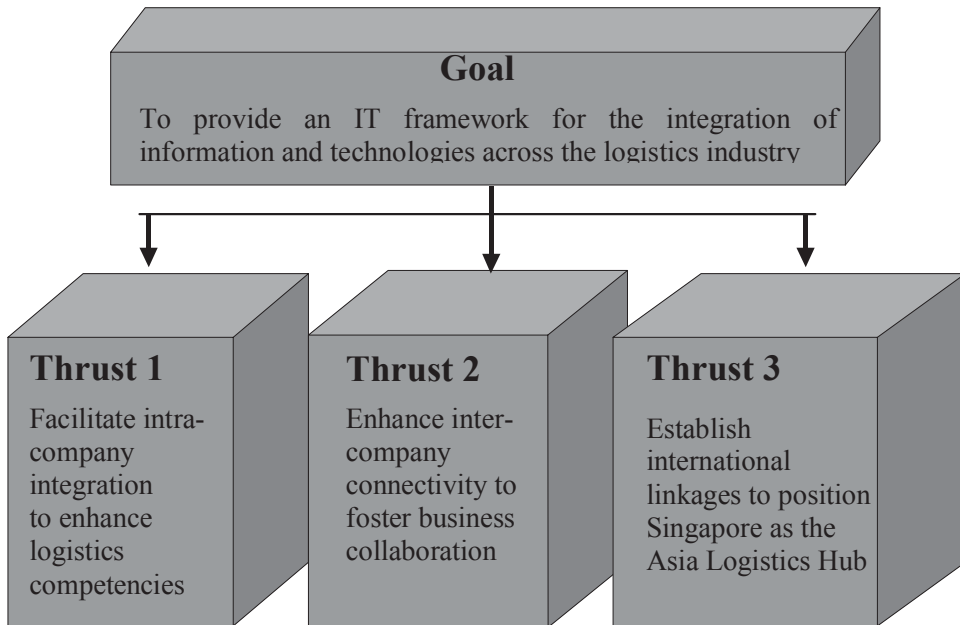 Goal
To provide an IT framework for the integration of
information and technologies across the logistics industry
Thrust 1
Facilitate intra-
company
integration
to enhance
logistics
competencies
Thrust 2
Enhance inter-
company
connectivity to
foster business
collaboration
Thrust 3
Establish
international
linkages to position
Singapore as the
Asia Logistics Hub